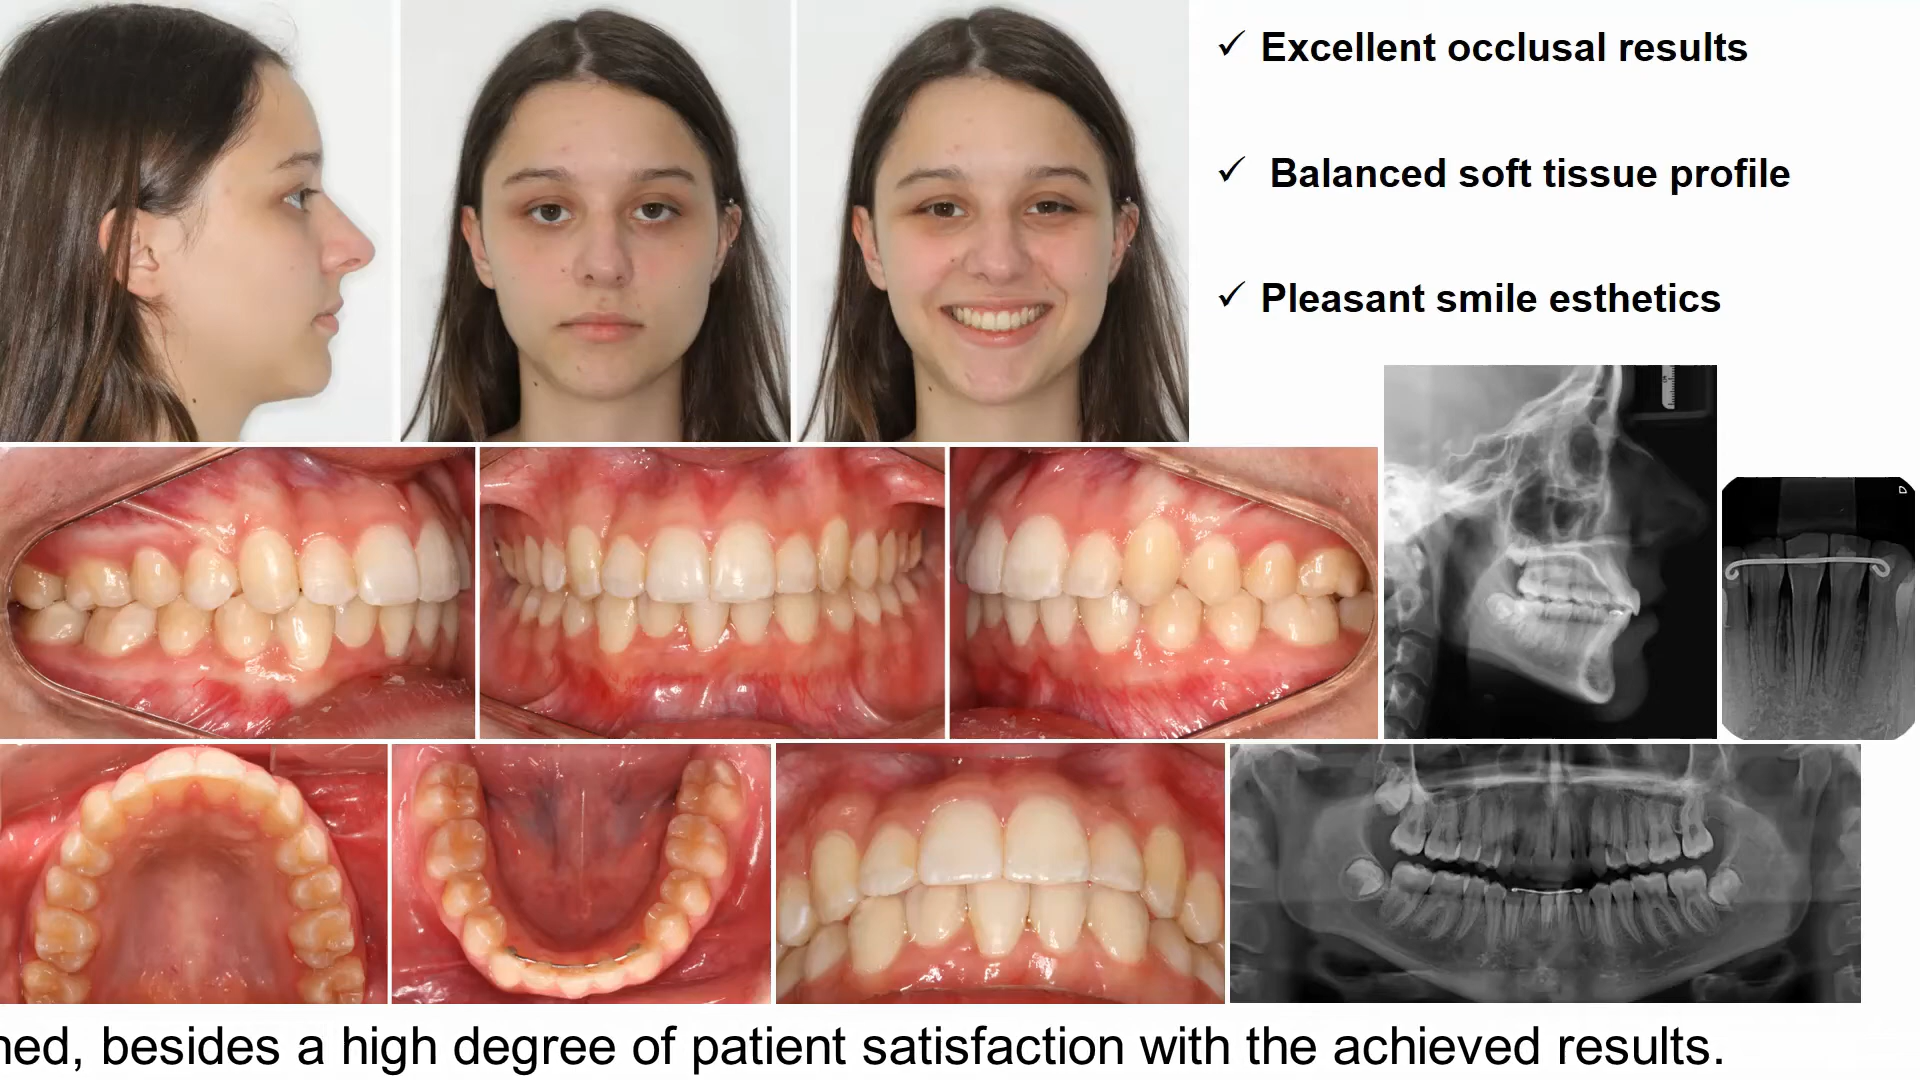 ✓ Excellent occlusal results
✓ Balanced soft tissue profile
✓ Pleasant smile esthetics
D
ned, besides a high degree of patient satisfaction with the achieved results.